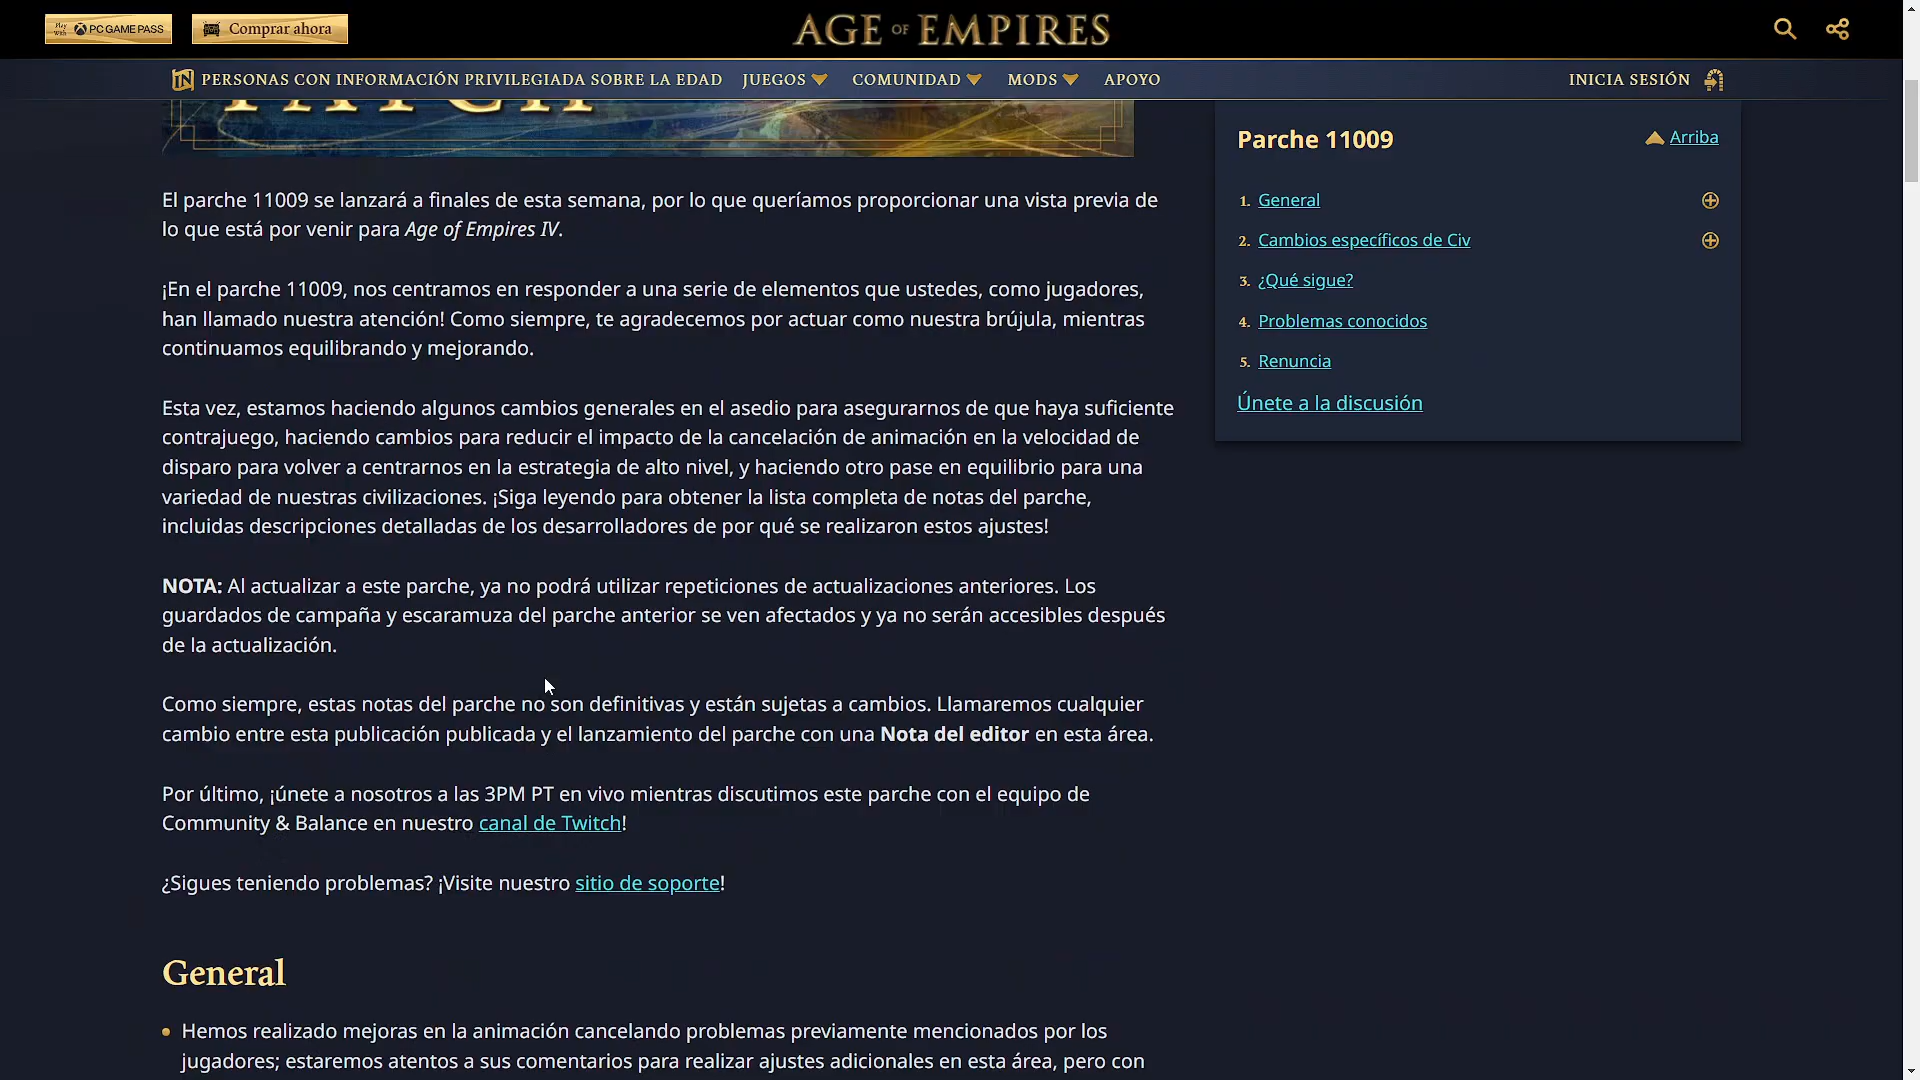 Play with PC GAME PASS
Comprar ahora
AGE OF EMPIRES
PERSONAS CON INFORMACIÓN PRIVILEGIADA SOBRE LA EDAD
JUEGOS
COMUNIDAD
MODS
APOYO
INICIA SESIÓN
PATCH
El parche 11009 se lanzará a finales de esta semana, por lo que queríamos proporcionar una vista previa de
lo que está por venir para Age of Empires IV.
¡En el parche 11009, nos centramos en responder a una serie de elementos que ustedes, como jugadores,
han llamado nuestra atención! Como siempre, te agradecemos por actuar como nuestra brújula, mientras
continuamos equilibrando y mejorando.
Esta vez, estamos haciendo algunos cambios generales en el asedio para asegurarnos de que haya suficiente
contrajuego, haciendo cambios para reducir el impacto de la cancelación de animación en la velocidad de
disparo para volver a centrarnos en la estrategia de alto nivel, y haciendo otro pase en equilibrio para una
variedad de nuestras civilizaciones. ¡Siga leyendo para obtener la lista completa de notas del parche,
incluidas descripciones detalladas de los desarrolladores de por qué se realizaron estos ajustes!
NOTA: Al actualizar a este parche, ya no podrá utilizar repeticiones de actualizaciones anteriores. Los
guardados de campaña y escaramuza del parche anterior se ven afectados y ya no serán accesibles después
de la actualización.
Como siempre, estas notas del parche no son definitivas y están sujetas a cambios. Llamaremos cualquier
cambio entre esta publicación publicada y el lanzamiento del parche con una Nota del editor en esta área.
Por último, ¡únete a nosotros a las 3PM PT en vivo mientras discutimos este parche con el equipo de
Community & Balance en nuestro canal de Twitch!
¿Sigues teniendo problemas? ¡Visite nuestro sitio de soporte!
General
Hemos realizado mejoras en la animación cancelando problemas previamente mencionados por los
jugadores; estaremos atentos a sus comentarios para realizar ajustes adicionales en esta área, pero con
Parche 11009
Arriba
1. General
2. Cambios específicos de Civ
3. ¿Qué sigue?
4. Problemas conocidos
5. Renuncia
Únete a la discusión